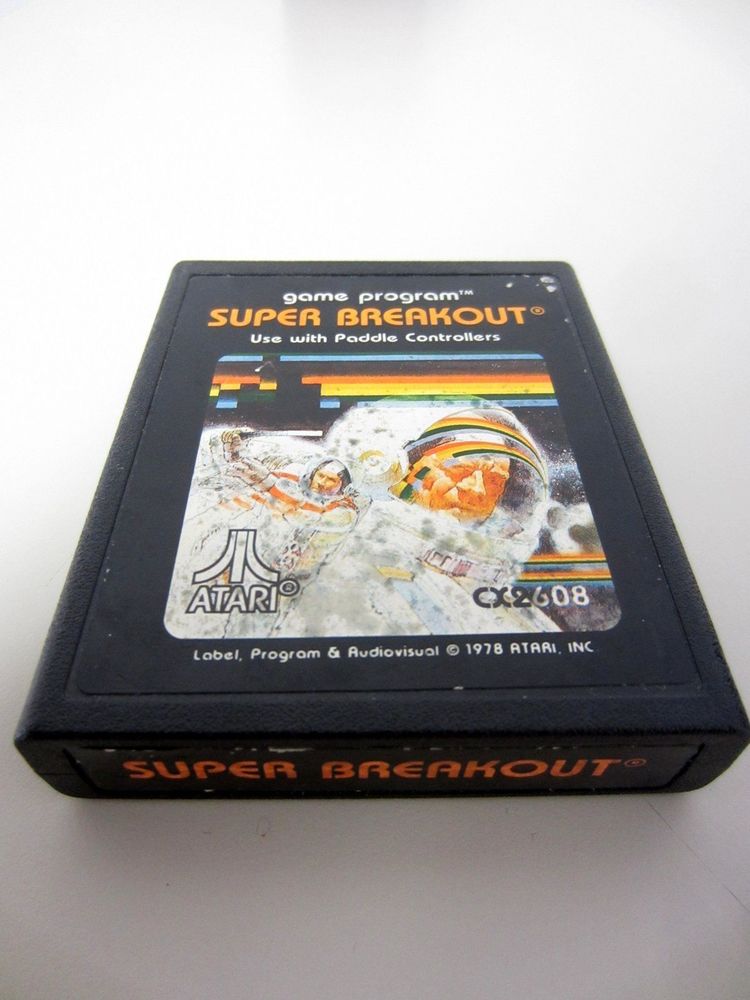 game program™
SUPER BREAKOUT®
Use with Paddle Controllers
ATARI®
CX2608
Label, Program & Audiovisual © 1978 ATARI, INC
SUPER BREAKOUT®